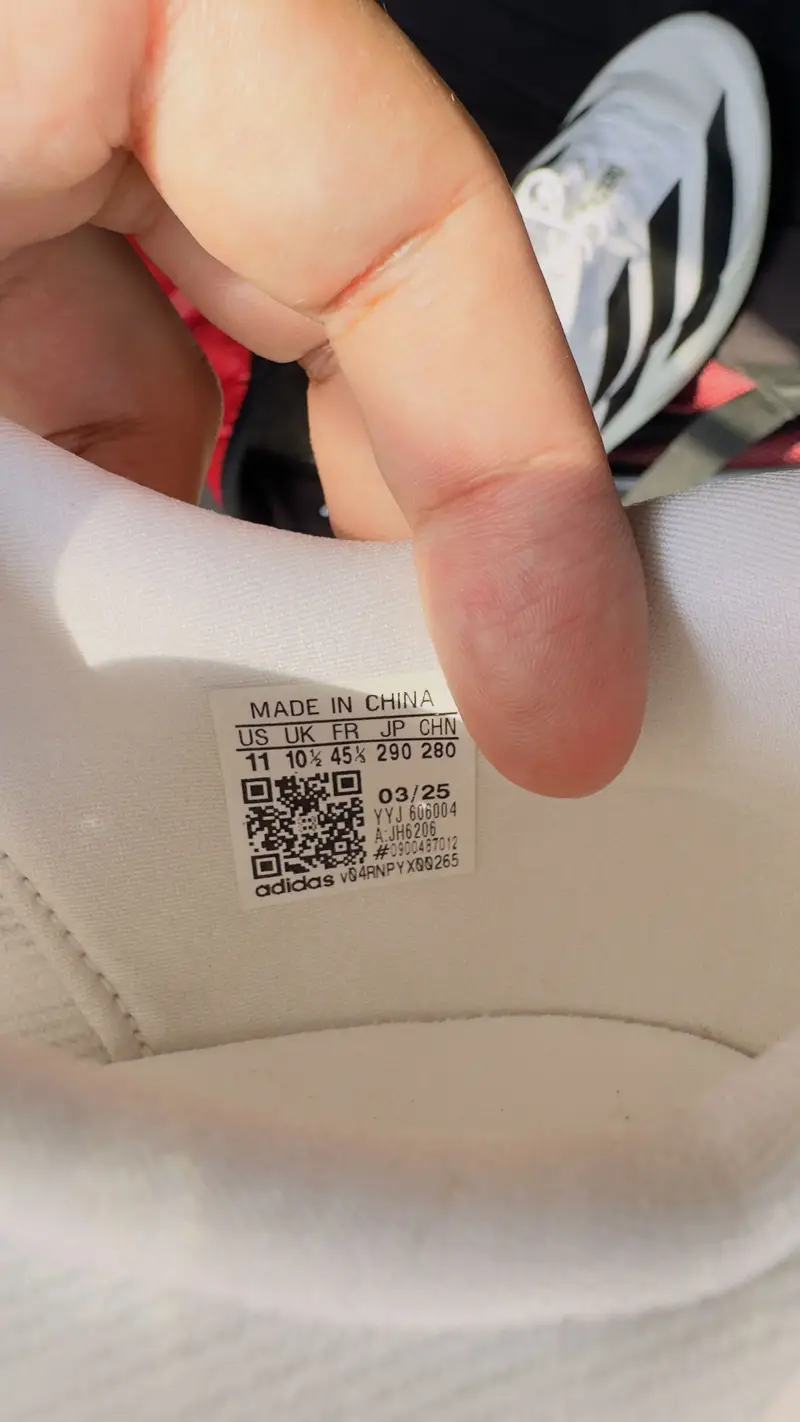 MADE IN CHINA
US UK FR JP CHN
11 10½ 45⅓ 290 280
03/25
YYJ 606004
A:JH6206
#0900487012
adidas v04RNPYX00265